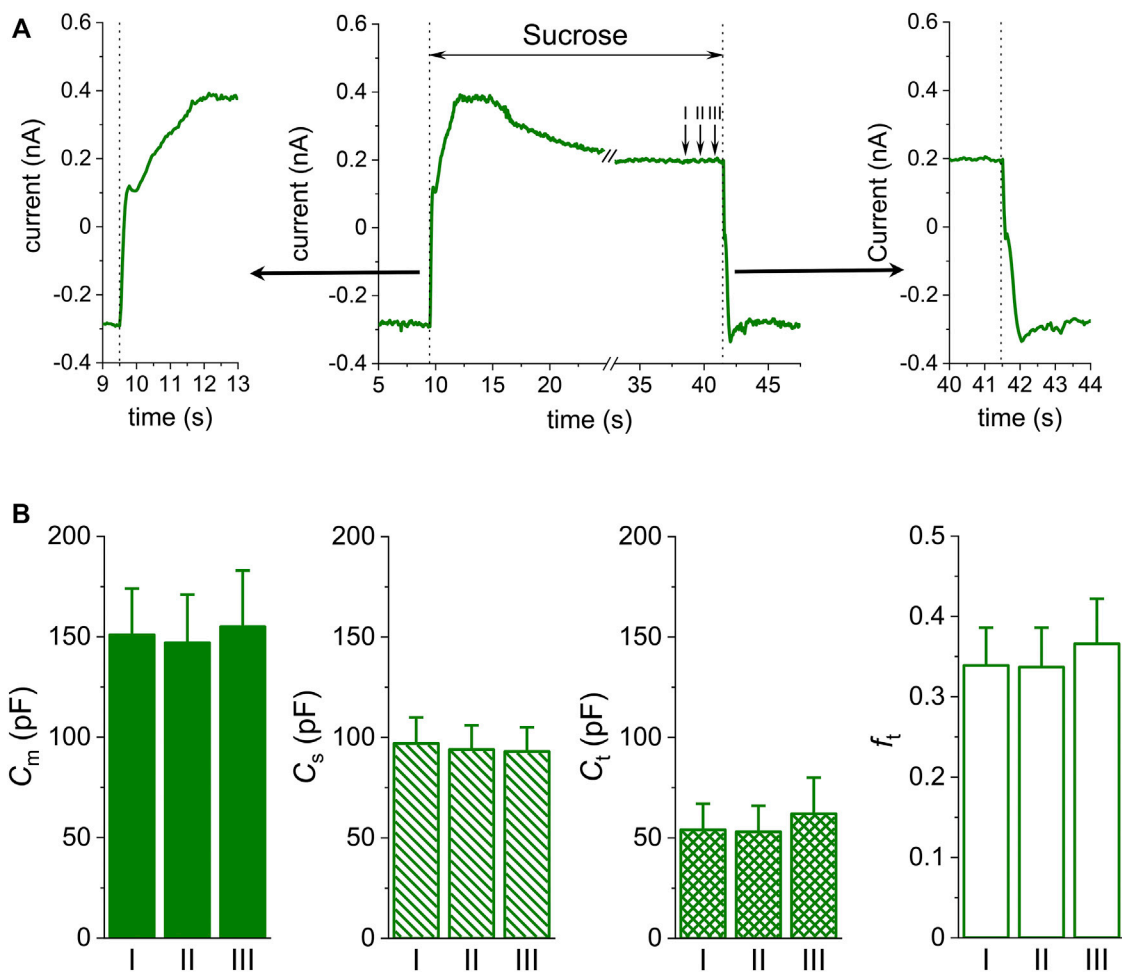 A
current (nA)
0.6
0.4
0.2
0
-0.2
-0.4
9 10 11 12 13
time (s)
current (nA)
0.6
0.4
0.2
0
-0.2
-0.4
Sucrose
I II III
5 10 15 20 35 40 45
time (s)
Current (nA)
0.6
0.4
0.2
0
-0.2
-0.4
40 41 42 43 44
time (s)
B
Cm (pF)
200
150
100
50
0
I II III
Cs (pF)
200
150
100
50
0
I II III
Ct (pF)
200
150
100
50
0
I II III
ft
0.5
0.4
0.3
0.2
0.1
0
I II III